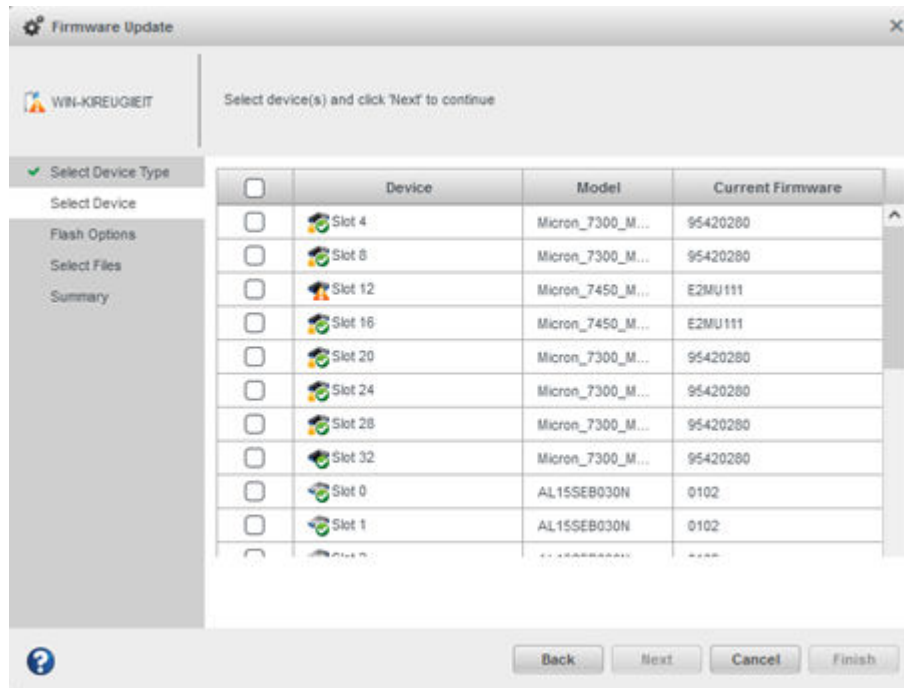 Firmware Update
WIN-KIREUGIEIT
Select device(s) and click 'Next' to continue
Select Device Type
Select Device
Flash Options
Select Files
Summary
Device Model Current Firmware
Slot 4 Micron_7300_M... 95420280
Slot 8 Micron_7300_M... 95420280
Slot 12 Micron_7450_M... E2MU111
Slot 16 Micron_7450_M... E2MU111
Slot 20 Micron_7300_M... 95420280
Slot 24 Micron_7300_M... 95420280
Slot 28 Micron_7300_M... 95420280
Slot 32 Micron_7300_M... 95420280
Slot 0 AL15SEB030N 0102
Slot 1 AL15SEB030N 0102
Back Next Cancel Finish